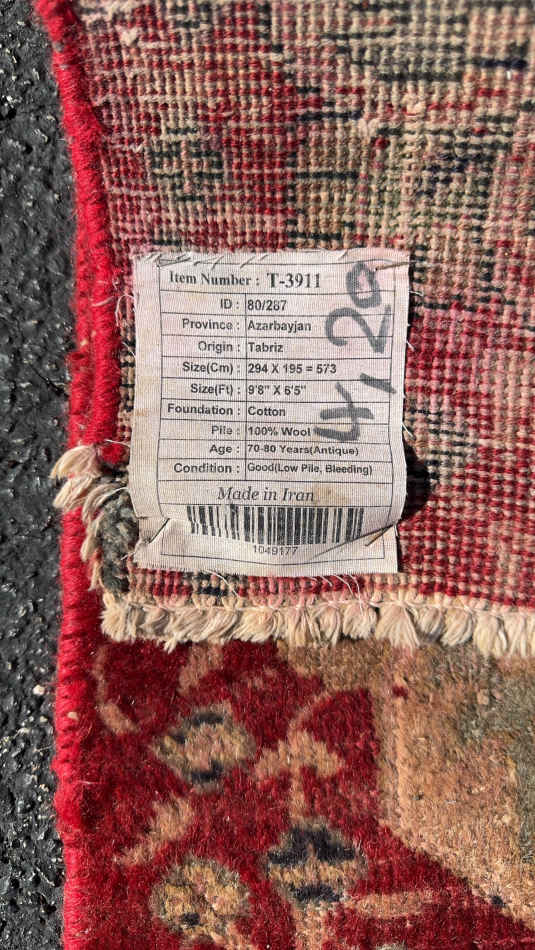 Item Number : T-3911
ID : 80/287
Province : Azarbayjan
Origin : Tabriz
Size(Cm) : 294 X 195 = 573
Size(Ft) : 9'8" X 6'5"
Foundation : Cotton
Pile : 100% Wool
Age : 70-80 Years(Antique)
Condition : Good(Low Pile, Bleeding)
Made in Iran
1049177
4,20